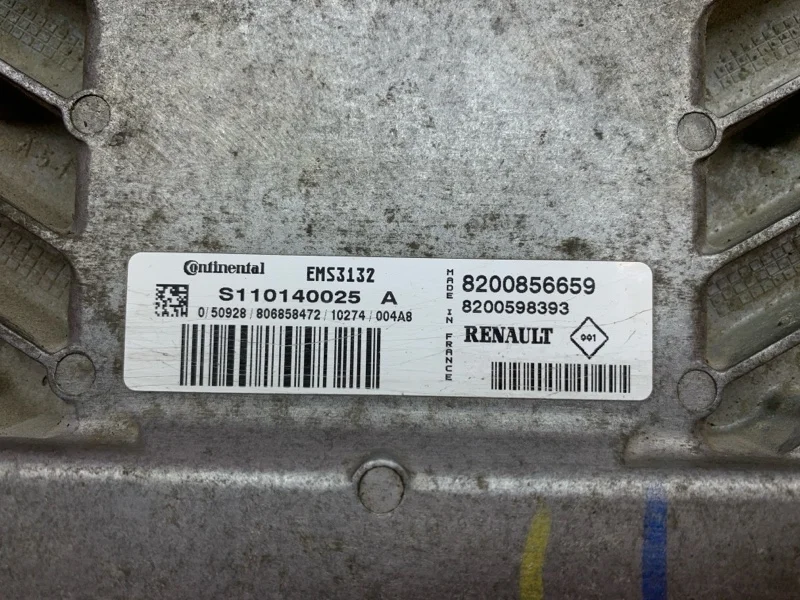 Continental EMS3132
S110140025 A
0/50928/806858472/10274/004A8
MADE IN FRANCE
8200856659
8200598393
RENAULT
001